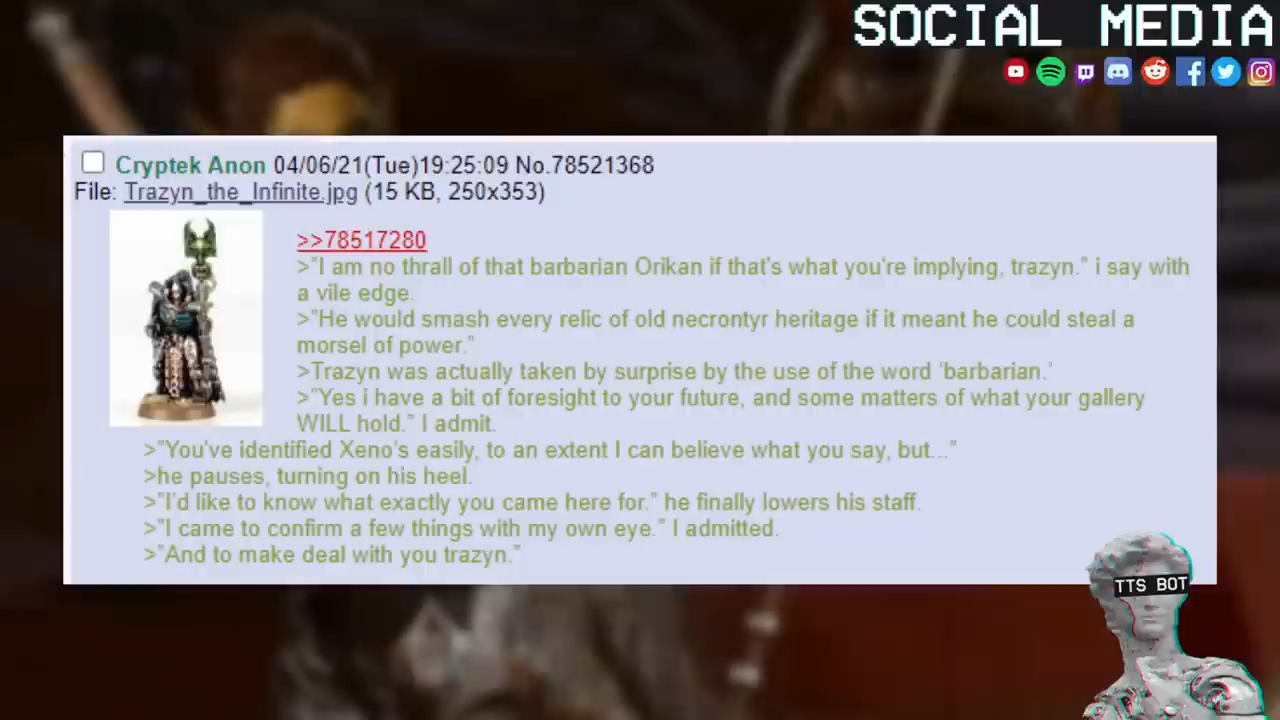 SOCIAL MEDIA
Cryptek Anon 04/06/21(Tue)19:25:09 No.78521368
File: Trazyn_the_Infinite.jpg (15 KB, 250x353)
>>78517280
>"I am no thrall of that barbarian Orikan if that's what you're implying, trazyn." i say with
a vile edge.
>"He would smash every relic of old necrontyr heritage if it meant he could steal a
morsel of power."
>Trazyn was actually taken by surprise by the use of the word 'barbarian.'
>"Yes i have a bit of foresight to your future, and some matters of what your gallery
WILL hold." I admit.
>"You've identified Xeno's easily, to an extent I can believe what you say, but..."
>he pauses, turning on his heel.
>"I'd like to know what exactly you came here for." he finally lowers his staff.
>"I came to confirm a few things with my own eye." I admitted.
>"And to make deal with you trazyn."
TTS BOT